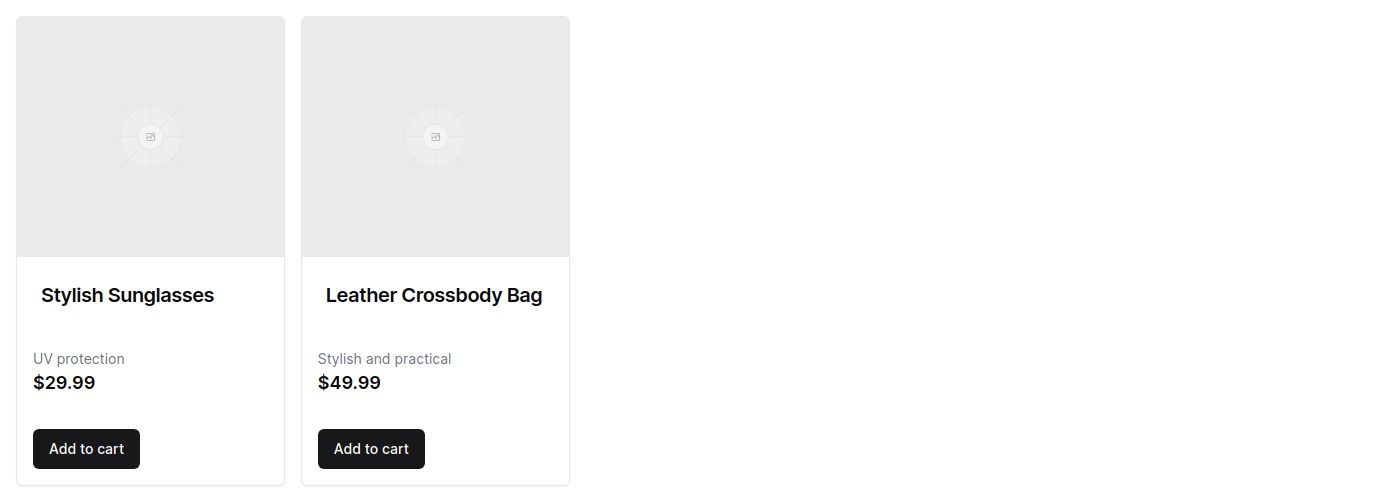 Stylish Sunglasses
UV protection
$29.99
Add to cart
Leather Crossbody Bag
Stylish and practical
$49.99
Add to cart